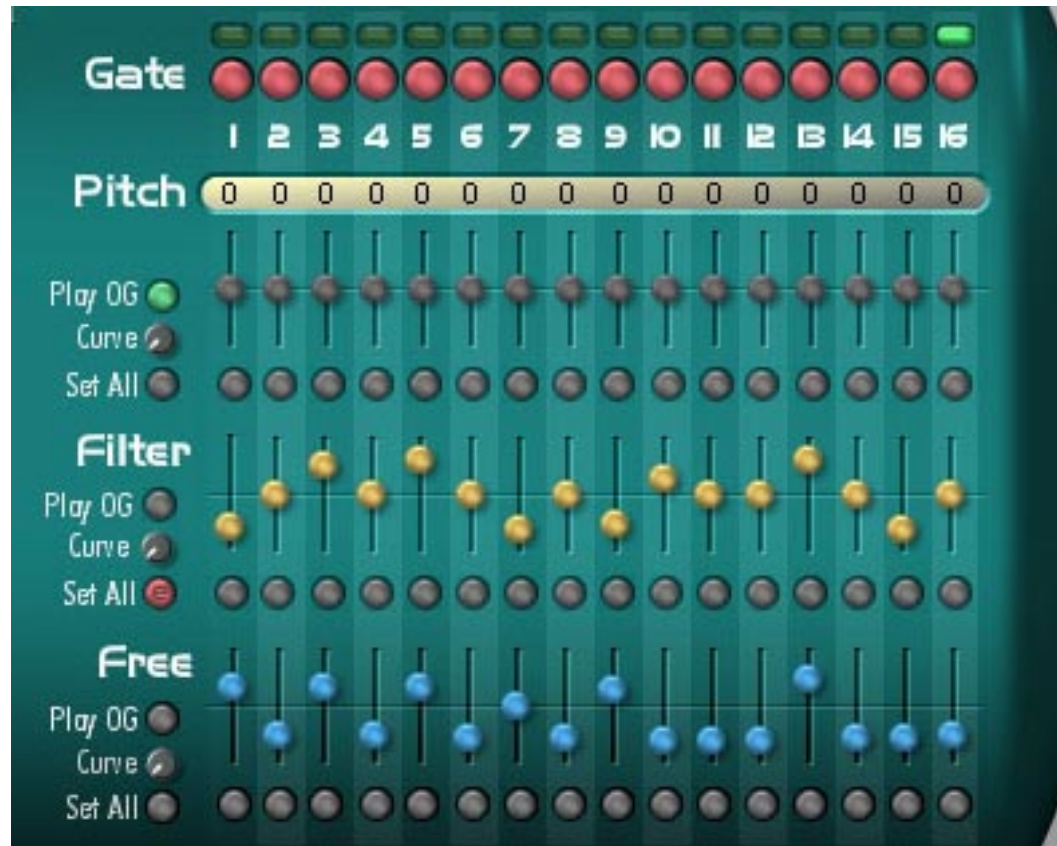 Gate
1 2 3 4 5 6 7 8 9 10 11 12 13 14 15 16
Pitch 0 0 0 0 0 0 0 0 0 0 0 0 0 0 0 0
Play OG
Curve
Set All
Filter
Play OG
Curve
Set All
Free
Play OG
Curve
Set All